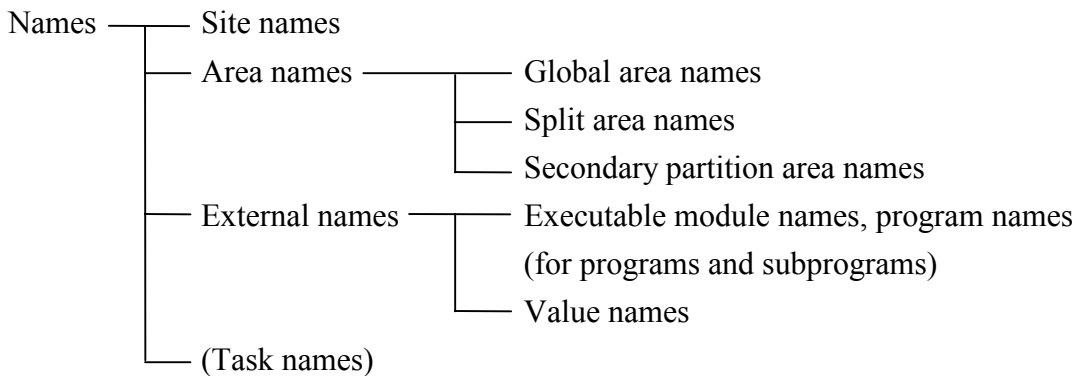 Names Site names
Area names Global area names
Split area names
Secondary partition area names
External names Executable module names, program names
(for programs and subprograms)
Value names
(Task names)